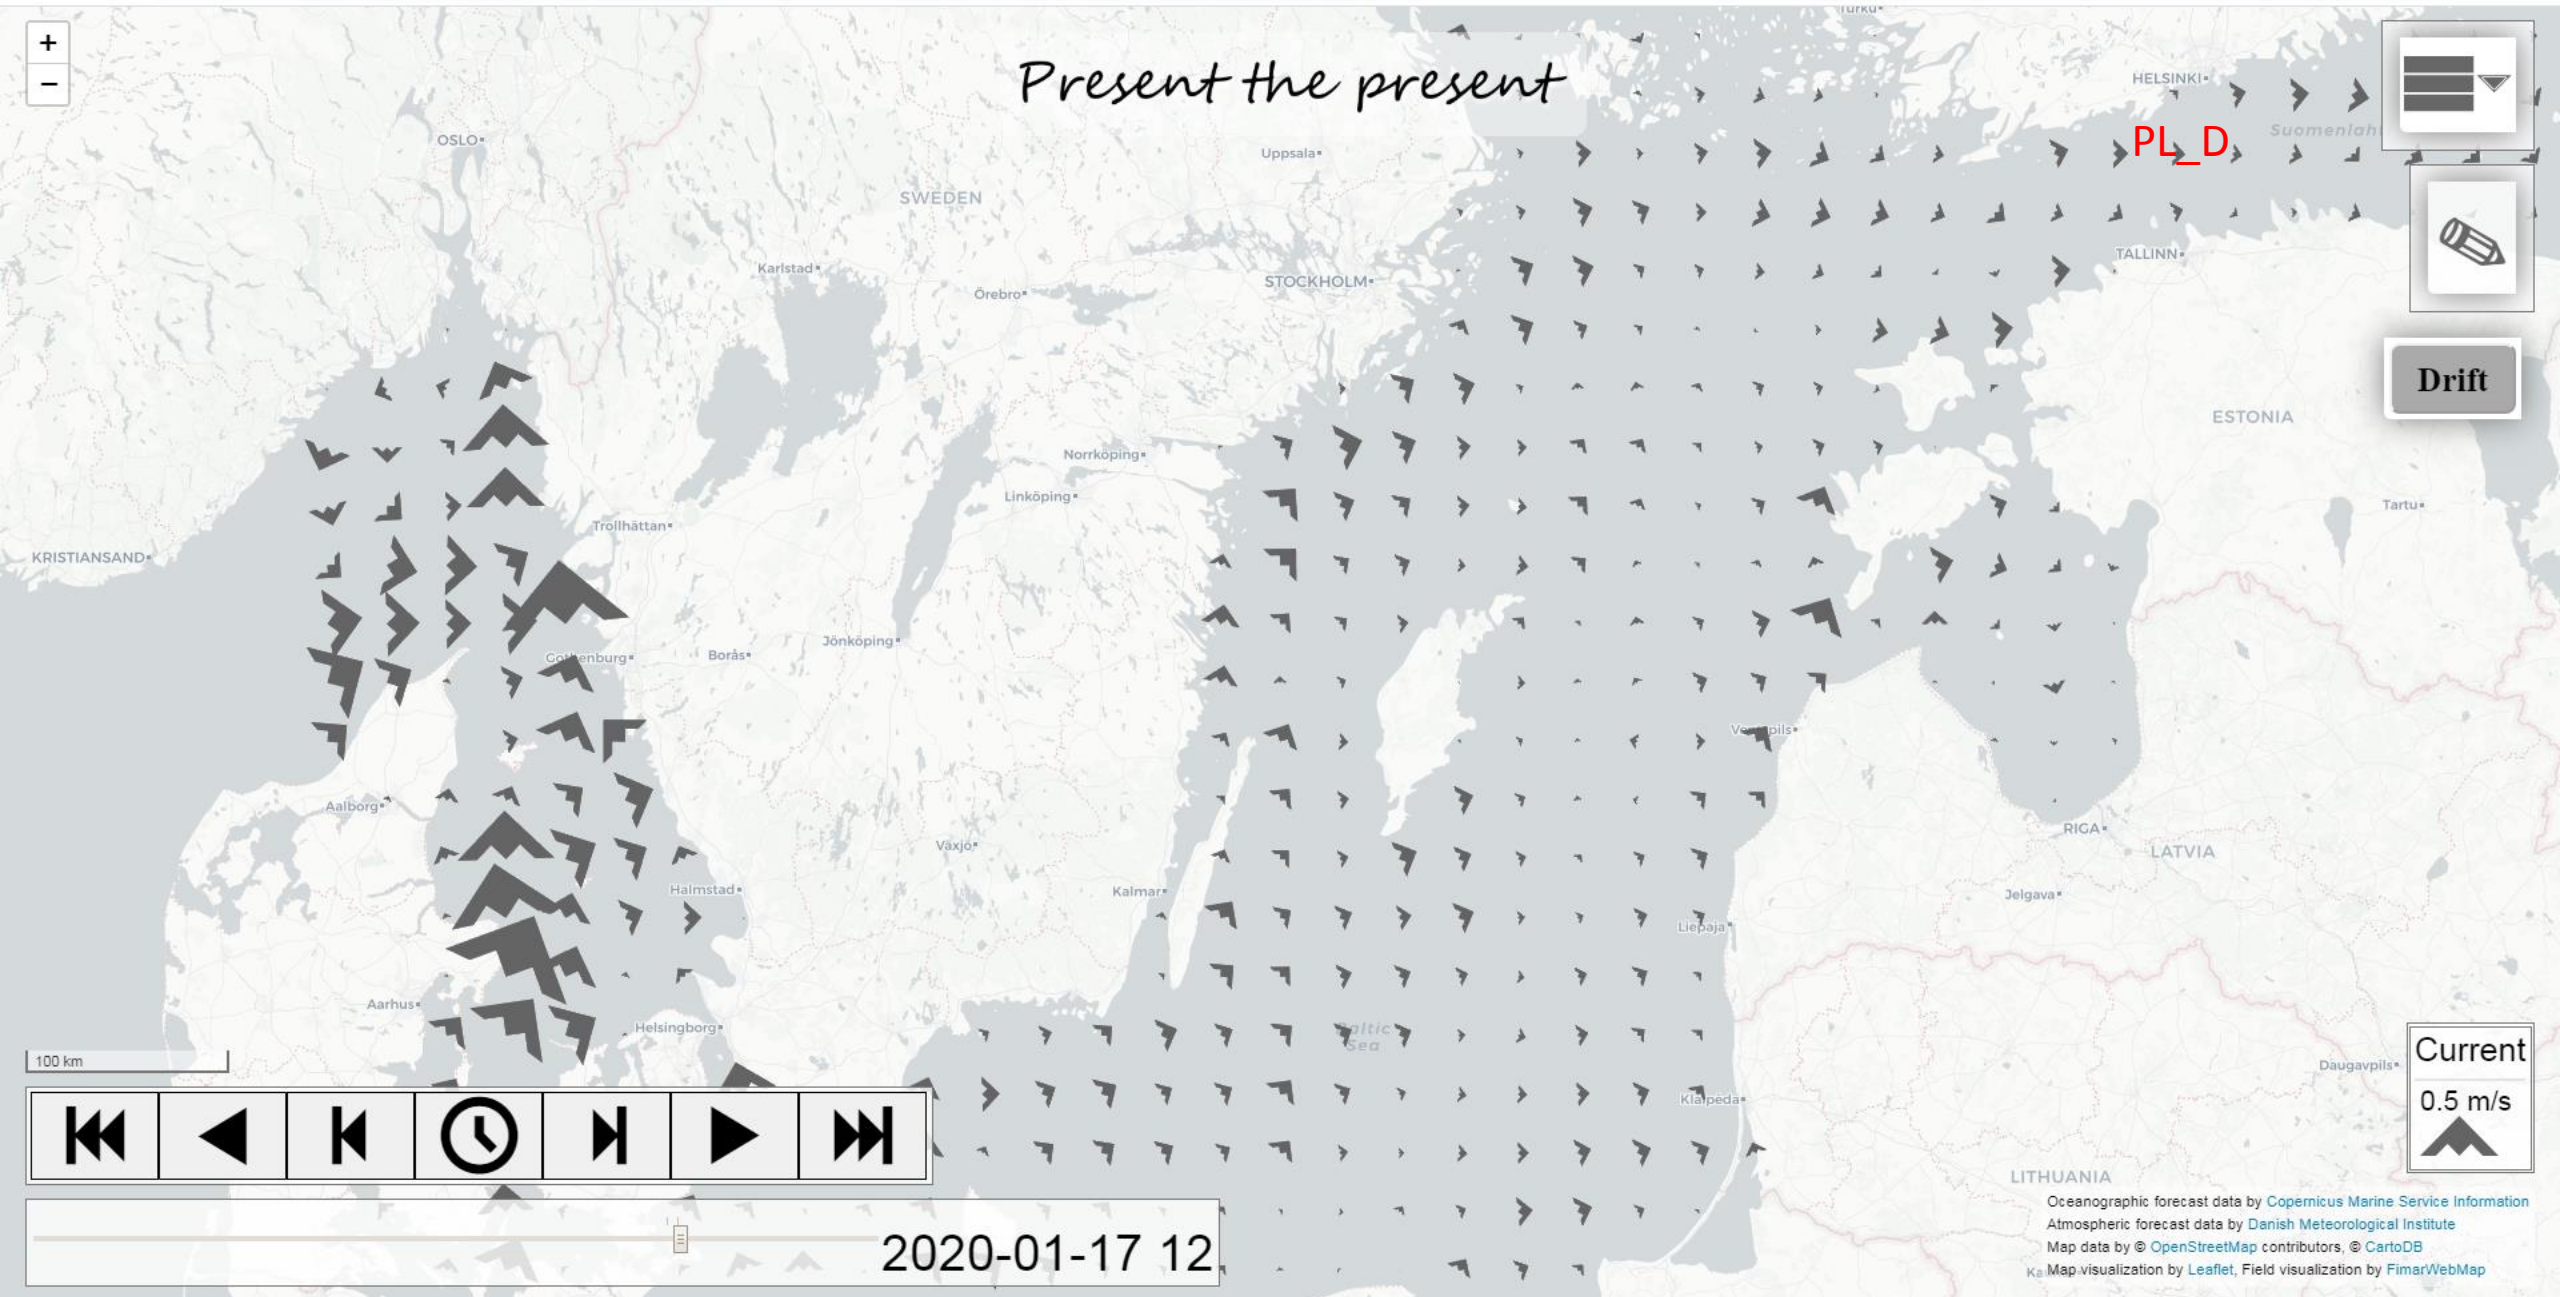 Turku
Present the present
HELSINKI
PL_D
OSLO
Uppsala
SWEDEN
TALLINN
Karlstad
STOCKHOLM
Örebro
Drift
ESTONIA
Norrköping
Linköping
Tartu
Trollhättan
KRISTIANSAND
Jönköping
Borås
Gothenburg
Ventspils
Aalborg
RIGA
Växjö
LATVIA
Halmstad
Kalmar
Jelgava
Liepaja
Aarhus
Helsingborg
Baltic
Sea
100 km
Current
Daugavpils
Klaipėda
0.5 m/s
LITHUANIA
2020-01-17 12
Oceanographic forecast data by Copernicus Marine Service Information
Atmospheric forecast data by Danish Meteorological Institute
Map data by © OpenStreetMap contributors, © CartoDB
Map visualization by Leaflet, Field visualization by FimarWebMap